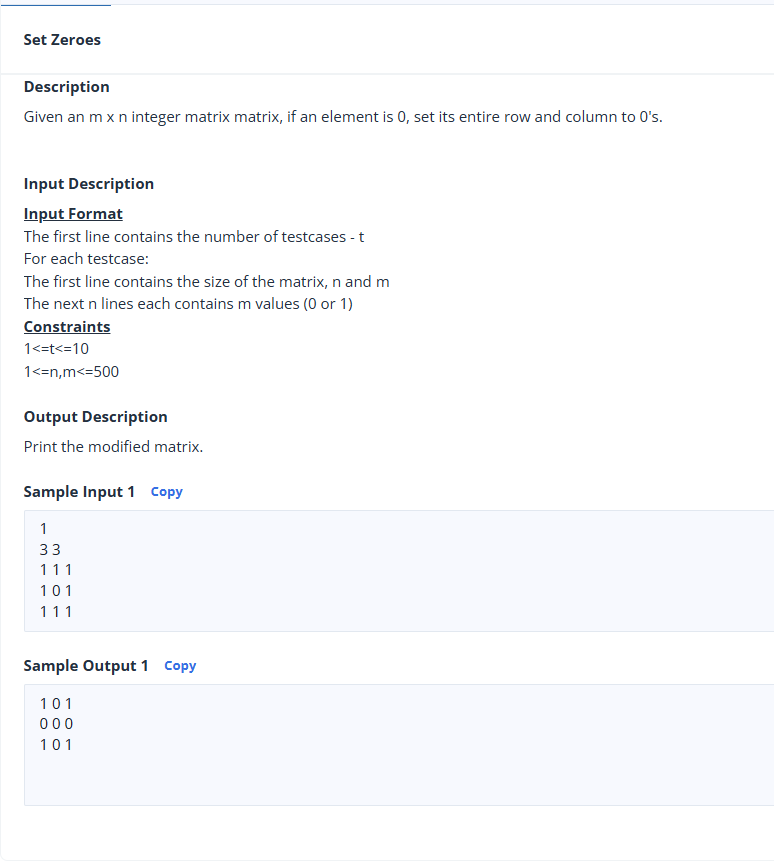 Set Zeroes
Description
Given an m x n integer matrix matrix, if an element is 0, set its entire row and column to 0's.
Input Description
Input Format
The first line contains the number of testcases - t
For each testcase:
The first line contains the size of the matrix, n and m
The next n lines each contains m values (0 or 1)
Constraints
1<=t<=10
1<=n,m<=500
Output Description
Print the modified matrix.
Sample Input 1 Copy
1
3 3
1 1 1
1 0 1
1 1 1
Sample Output 1 Copy
1 0 1
0 0 0
1 0 1